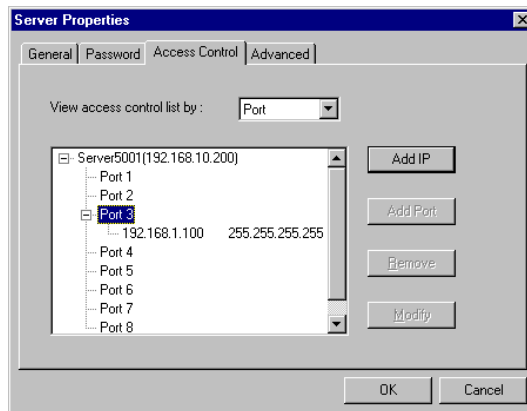 Server Properties
General Password Access Control Advanced
View access control list by : Port
Server5001(192.168.10.200)
Port 1
Port 2
Port 3
192.168.1.100 255.255.255.255
Port 4
Port 5
Port 6
Port 7
Port 8
Add IP
Add Port
Remove
Modify
OK Cancel